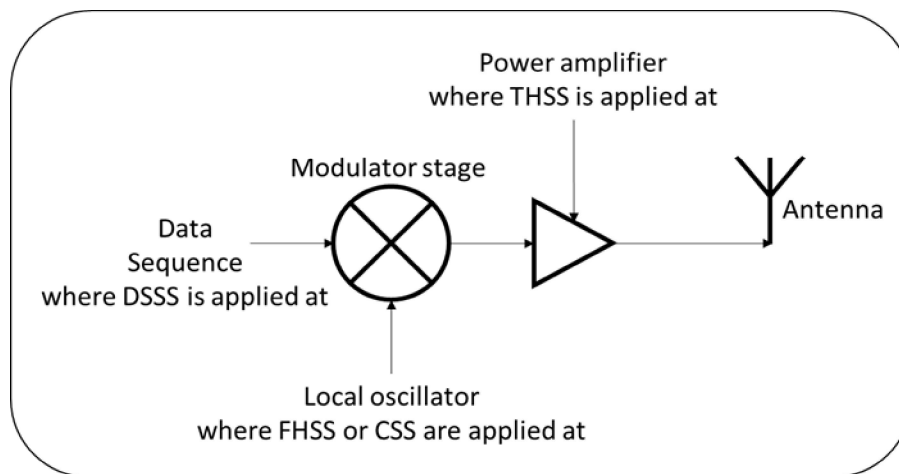 Power amplifier
where THSS is applied at
Modulator stage
Antenna
Data
Sequence
where DSSS is applied at
Local oscillator
where FHSS or CSS are applied at